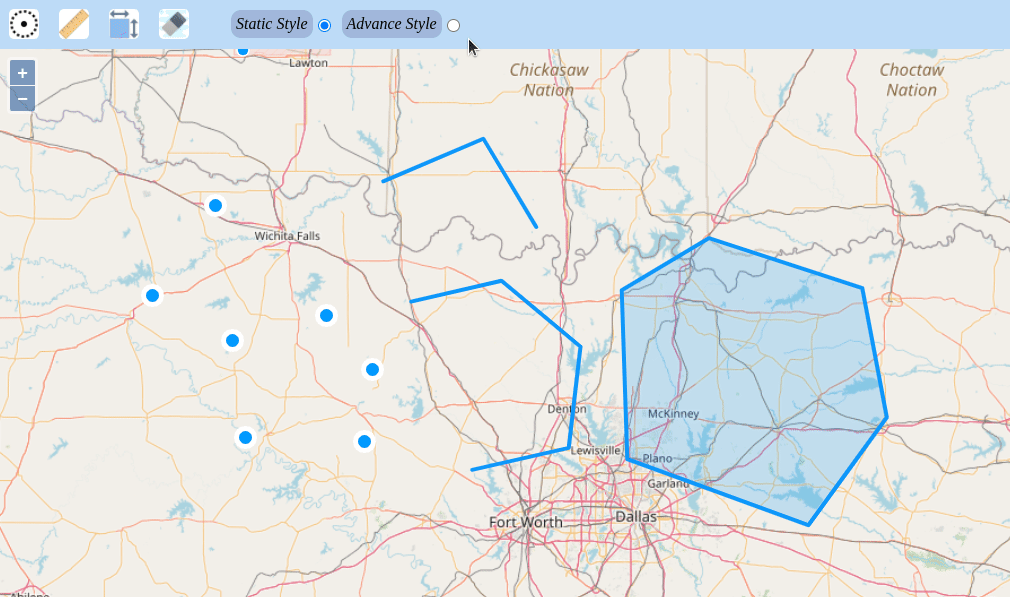 Static Style Advance Style
+
−
Lawton
Chickasaw
Nation
Choctaw
Nation
Wichita Falls
Denton
McKinney
Lewisville
Plano
Garland
Fort Worth
Dallas
Abilene